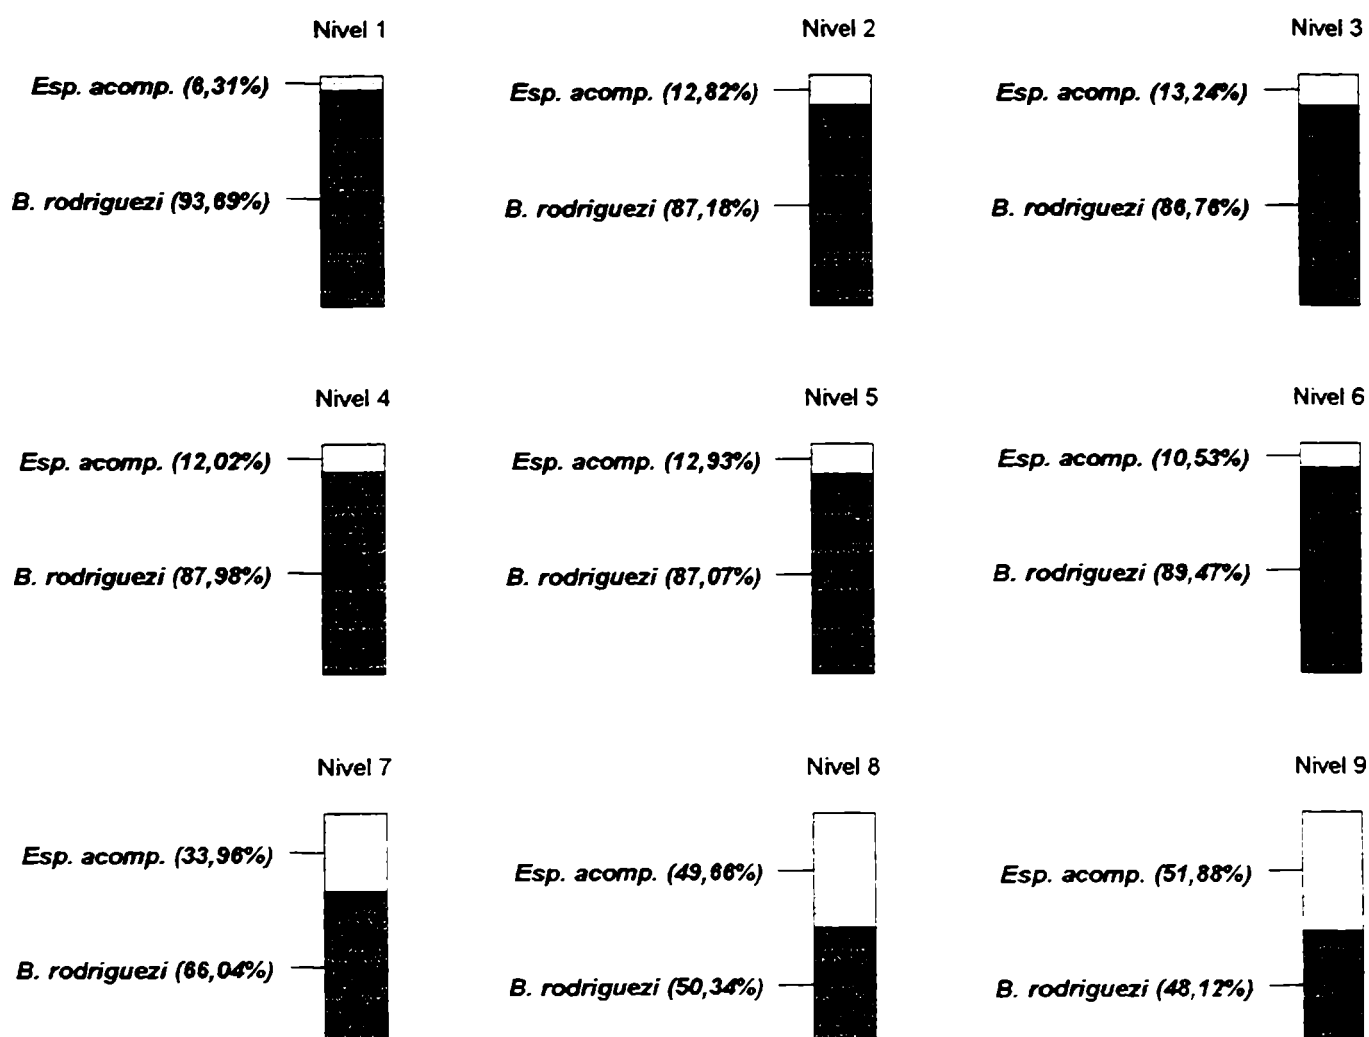 Nivel 1
Nivel 2
Nivel 3
Esp. acomp. (6,31%)
Esp. acomp. (12,82%)
Esp. acomp. (13,24%)
B. rodriguezi (93,69%)
B. rodriguezi (87,18%)
B. rodriguezi (86,76%)
Nivel 4
Nivel 5
Nivel 6
Esp. acomp. (12,02%)
Esp. acomp. (12,93%)
Esp. acomp. (10,53%)
B. rodriguezi (87,98%)
B. rodriguezi (87,07%)
B. rodriguezi (89,47%)
Nivel 7
Nivel 8
Nivel 9
Esp. acomp. (33,96%)
Esp. acomp. (49,66%)
Esp. acomp. (51,88%)
B. rodriguezi (66,04%)
B. rodriguezi (50,34%)
B. rodriguezi (48,12%)